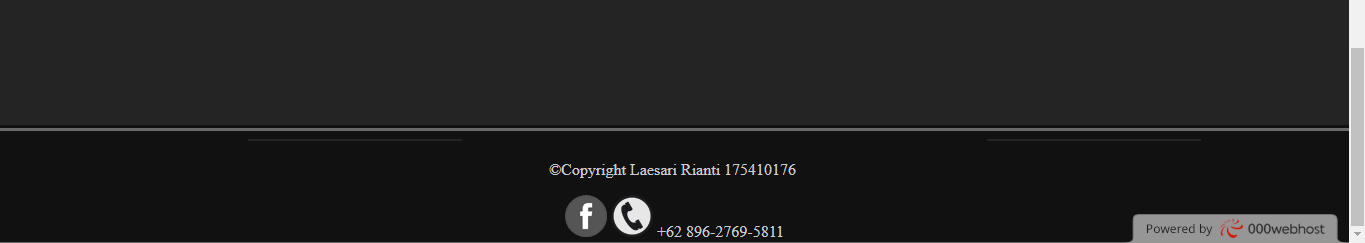 ©Copyright Laesari Rianti 175410176
f
+62 896-2769-5811
Powered by 000webhost